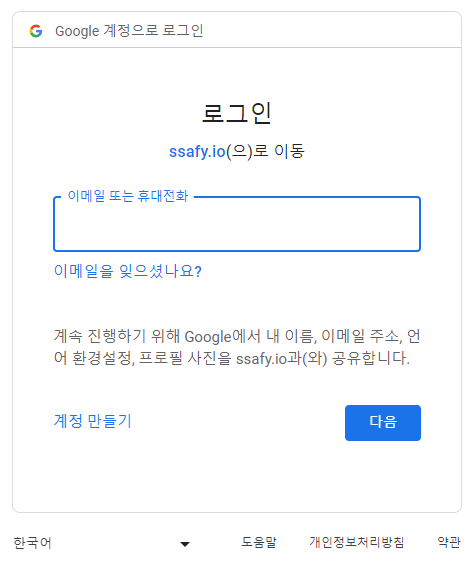 Google 계정으로 로그인
로그인
ssafy.io(으)로 이동
이메일 또는 휴대전화
이메일을 잊으셨나요?
계속 진행하기 위해 Google에서 내 이름, 이메일 주소, 언
어 환경설정, 프로필 사진을 ssafy.io과(와) 공유합니다.
계정 만들기 다음
한국어 도움말 개인정보처리방침 약관